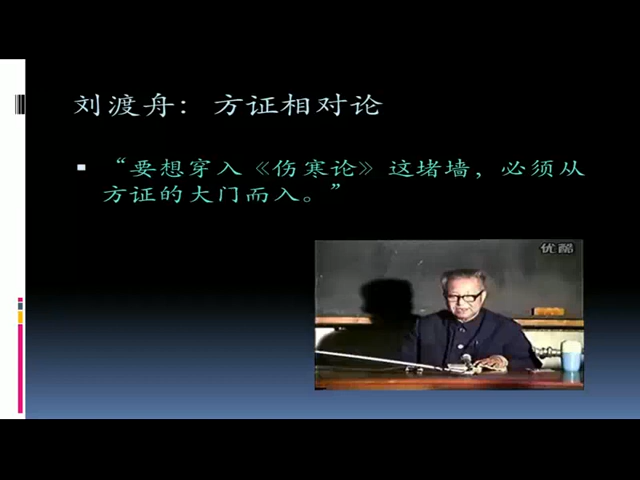 刘渡舟：方证相对论
“要想穿入《伤寒论》这堵墙，必须从
方证的大门而入。”
优酷